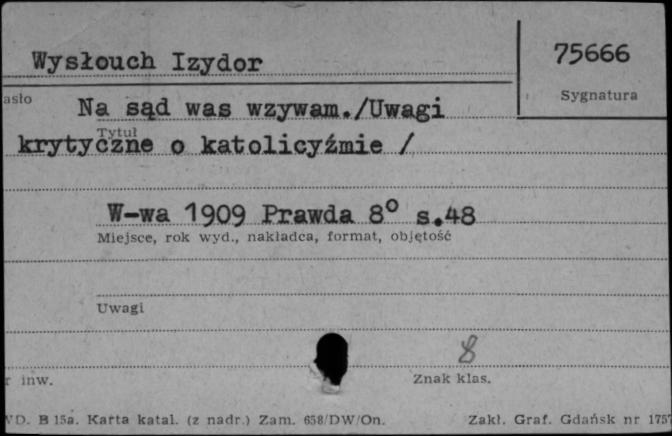 Wysłouch Izydor
75666
asło
Sygnatura
Na sąd was wzywam./Uwagi
Tytuł
krytyczne o katolicyźmie /
W-wa 1909 Prawda 8° s.48
Miejsce, rok wyd., nakładca, format, objętość
Uwagi
8
r inw.
Znak klas.
WD. B 15a. Karta katal. (z nadr.) Zam. 658/DW/On.
Zakł. Graf. Gdańsk nr 1757